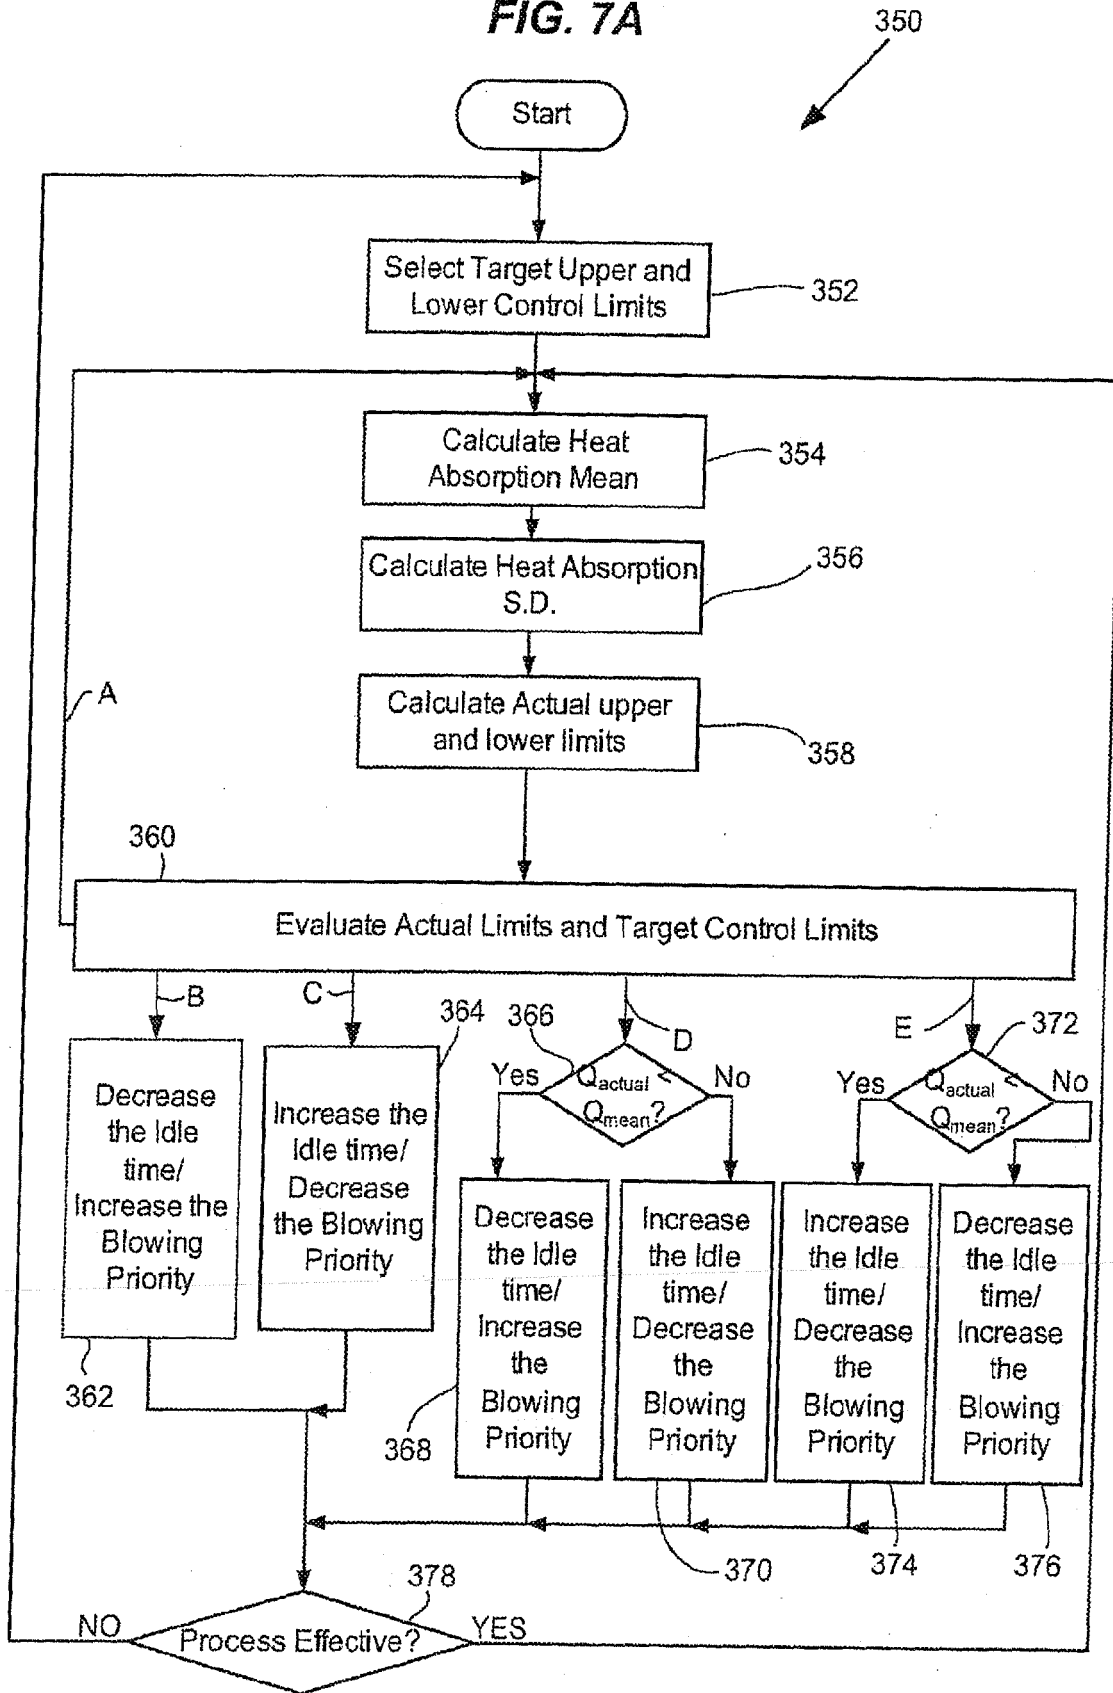 FIG. 7A
350
Start
Select Target Upper and
Lower Control Limits
352
Calculate Heat
Absorption Mean
354
Calculate Heat Absorption
S.D.
356
A
Calculate Actual upper
and lower limits
358
360
Evaluate Actual Limits and Target Control Limits
B
C
D
E
364
366
372
Decrease
the Idle
time/
Increase the
Blowing
Priority
362
Increase the
Idle time/
Decrease
the Blowing
Priority
Yes
Qactual <
Qmean?
No
Yes
Qactual <
Qmean?
No
Decrease
the Idle
time/
Increase
the
Blowing
Priority
368
Increase
the Idle
time/
Decrease
the
Blowing
Priority
370
Increase
the Idle
time/
Decrease
the
Blowing
Priority
374
Decrease
the Idle
time/
Increase
the
Blowing
Priority
376
378
NO
Process Effective?
YES